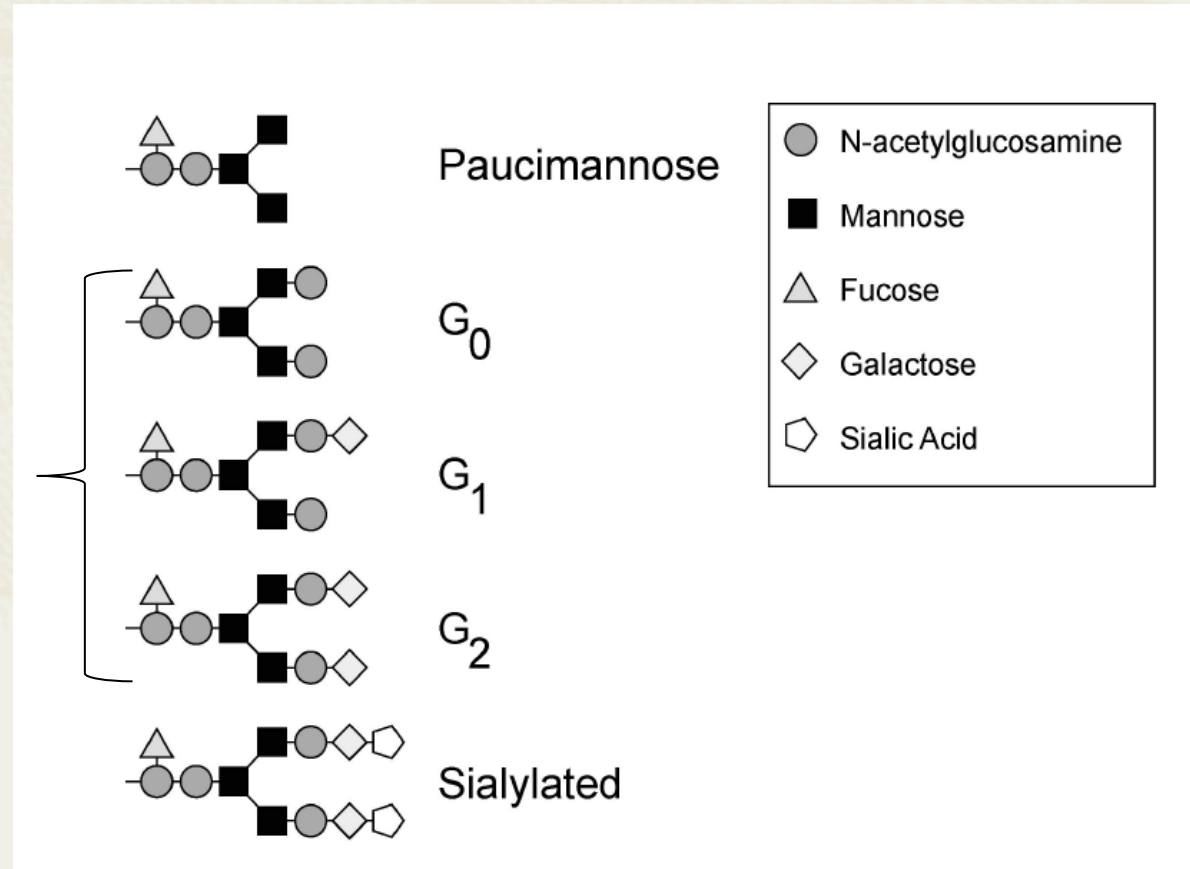 Paucimannose
G0
G1
G2
Sialylated
N-acetylglucosamine
Mannose
Fucose
Galactose
Sialic Acid